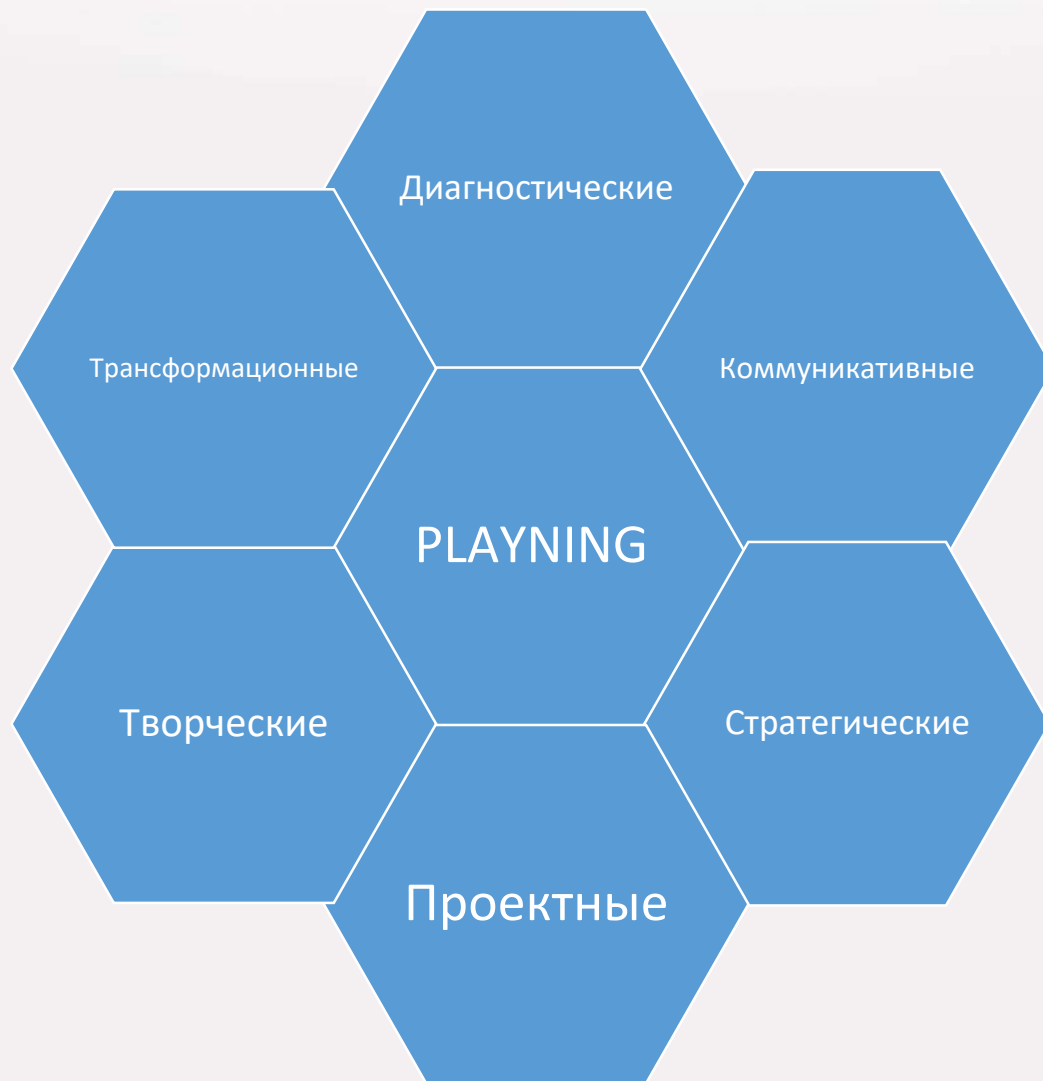 Диагностические
Трансформационные
Коммуникативные
PLAYNING
Творческие
Стратегические
Проектные